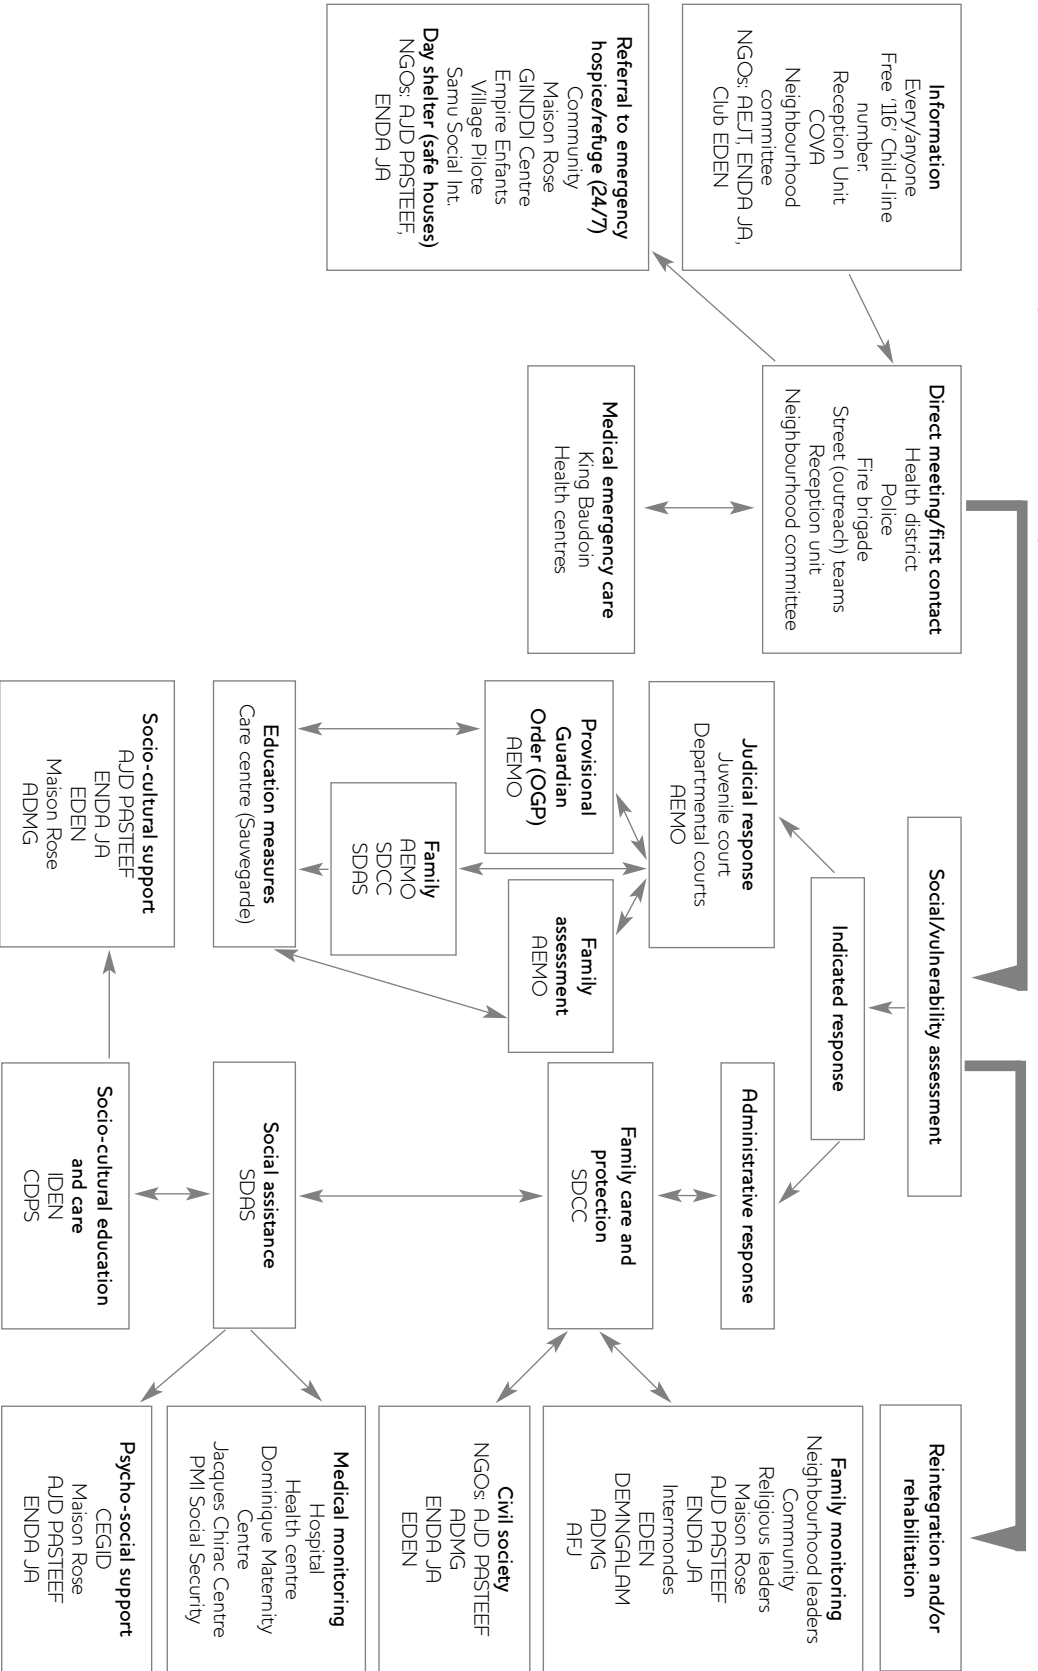 Information
Every/anyone
Free ‘116’ Child-line
number.
Reception Unit
COVA
Neighbourhood
committee
NGOs: AEJT, ENDA JA,
Club EDEN
Referral to emergency
hospice/refuge (24/7)
Community
Maison Rose
GINDDI Centre
Empire Enfants
Village Pilote
Samu Social Int.
Day shelter (safe houses)
NGOs: AJD PASTEEF,
ENDA JA
Direct meeting/first contact
Health district
Police
Fire brigade
Street (outreach) teams
Reception unit
Neighbourhood committee
Medical emergency care
King Baudoin
Health centres
Social/vulnerability assessment
Indicated response
Judicial response
Juvenile court
Departmental courts
AEMO
Provisional
Guardian
Order (OGP)
AEMO
Family
assessment
AEMO
Family
AEMO
SDCC
SDAS
Education measures
Care centre (Sauvegarde)
Socio-cultural support
AJD PASTEEF
ENDA JA
EDEN
Maison Rose
ADMG
Administrative response
Family care and
protection
SDCC
Social assistance
SDAS
Socio-cultural education
and care
IDEN
CDPS
Reintegration and/or
rehabilitation
Family monitoring
Neighbourhood leaders
Community
Religious leaders
Maison Rose
AJD PASTEEF
ENDA JA
Intermondes
EDEN
DEMNGALAM
ADMG
AFJ
Civil society
NGOs: AJD PASTEEF
ADMG
ENDA JA
EDEN
Medical monitoring
Hospital
Health centre
Dominique Maternity
Centre
Jacques Chirac Centre
PMI Social Security
Psycho-social support
CEGID
Maison Rose
AJD PASTEEF
ENDA JA